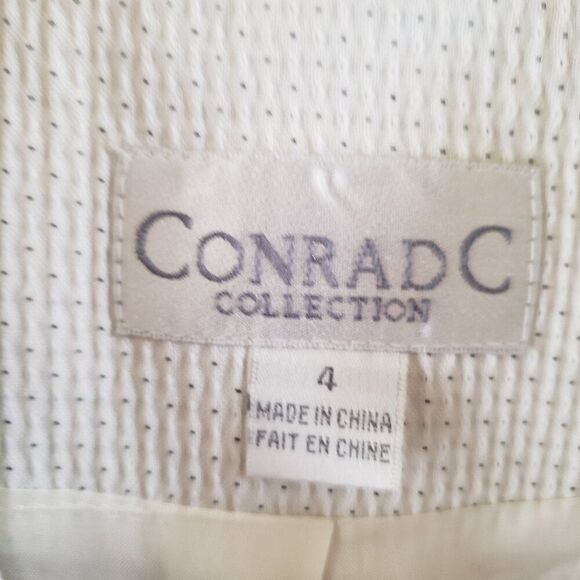 CONRAD C
COLLECTION
4
MADE IN CHINA
FAIT EN CHINE